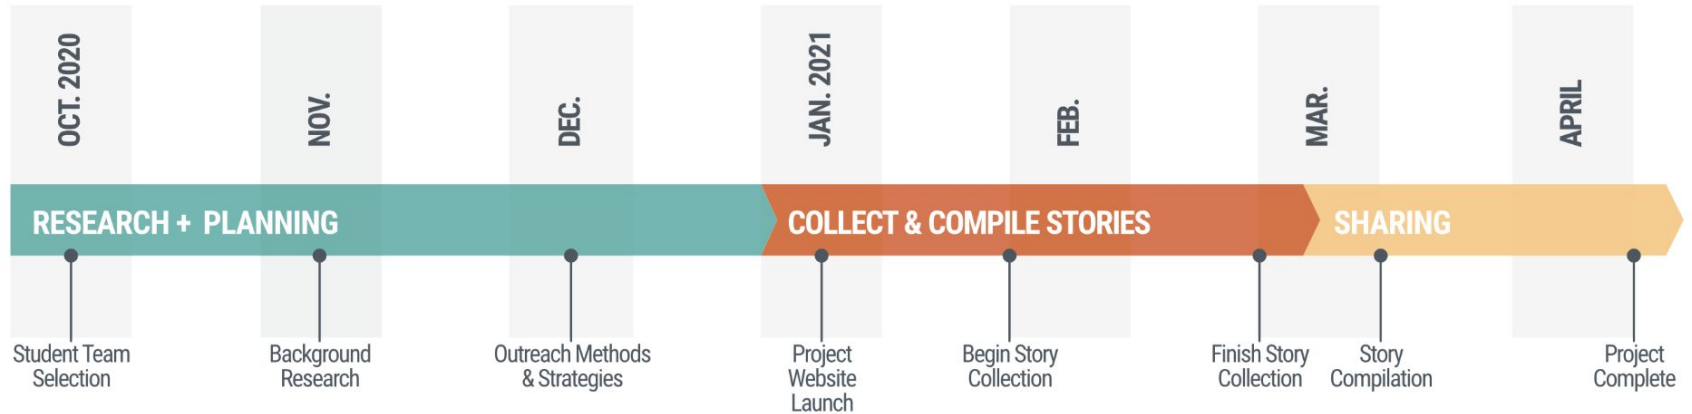 OCT. 2020
NOV.
DEC.
JAN. 2021
FEB.
MAR.
APRIL
RESEARCH + PLANNING
COLLECT & COMPILE STORIES
SHARING
Student Team
Selection
Background
Research
Outreach Methods
& Strategies
Project
Website
Launch
Begin Story
Collection
Finish Story
Collection
Story
Compilation
Project
Complete